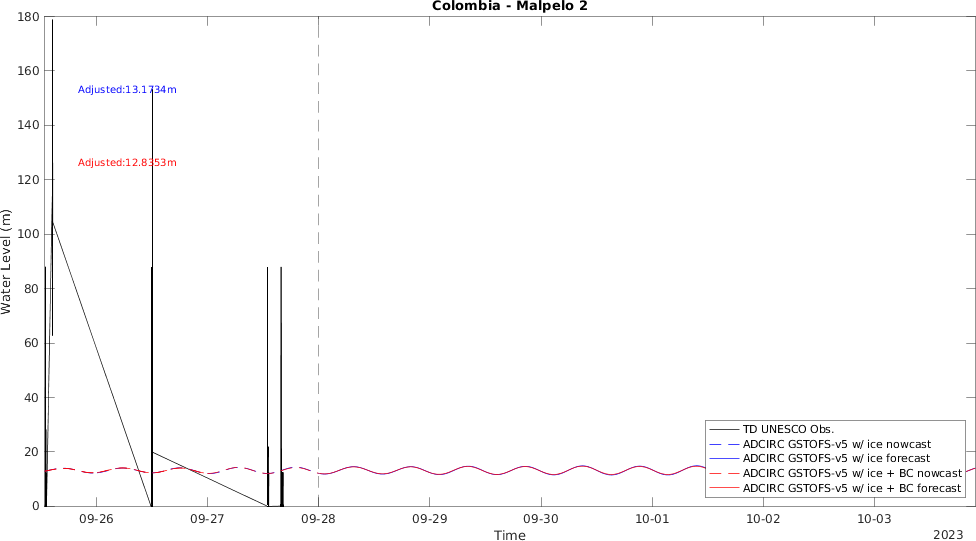 Colombia - Malpelo 2
180
160
140
120
100
80
60
40
20
0
Water Level (m)
Adjusted:13.1734m
Adjusted:12.8353m
TD UNESCO Obs.
ADCIRC GSTOFS-v5 w/ ice nowcast
ADCIRC GSTOFS-v5 w/ ice forecast
ADCIRC GSTOFS-v5 w/ ice + BC nowcast
ADCIRC GSTOFS-v5 w/ ice + BC forecast
09-26 09-27 09-28 09-29 09-30 10-01 10-02 10-03
Time
2023